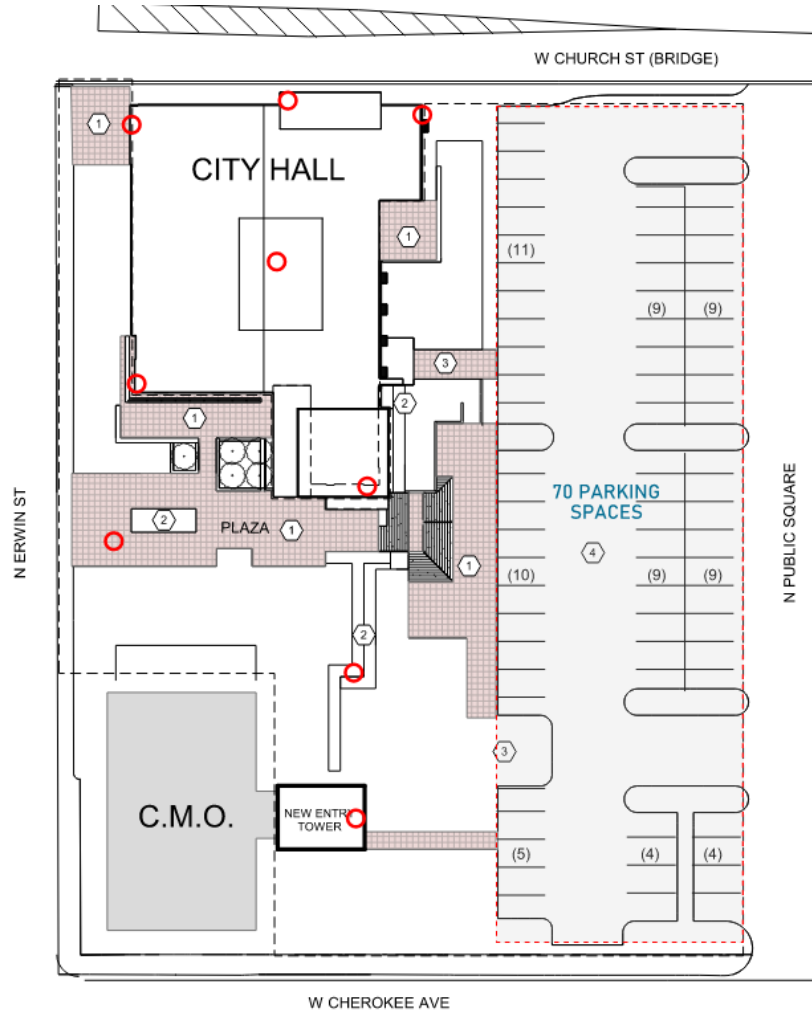 W CHURCH ST (BRIDGE)
1
CITY HALL
1
(11)
(9)
(9)
3
2
1
70 PARKING
SPACES
N ERWIN ST
N PUBLIC SQUARE
2
PLAZA
1
4
1
(10)
(9)
(9)
2
3
C.M.O.
NEW ENTRY
TOWER
(5)
(4)
(4)
W CHEROKEE AVE